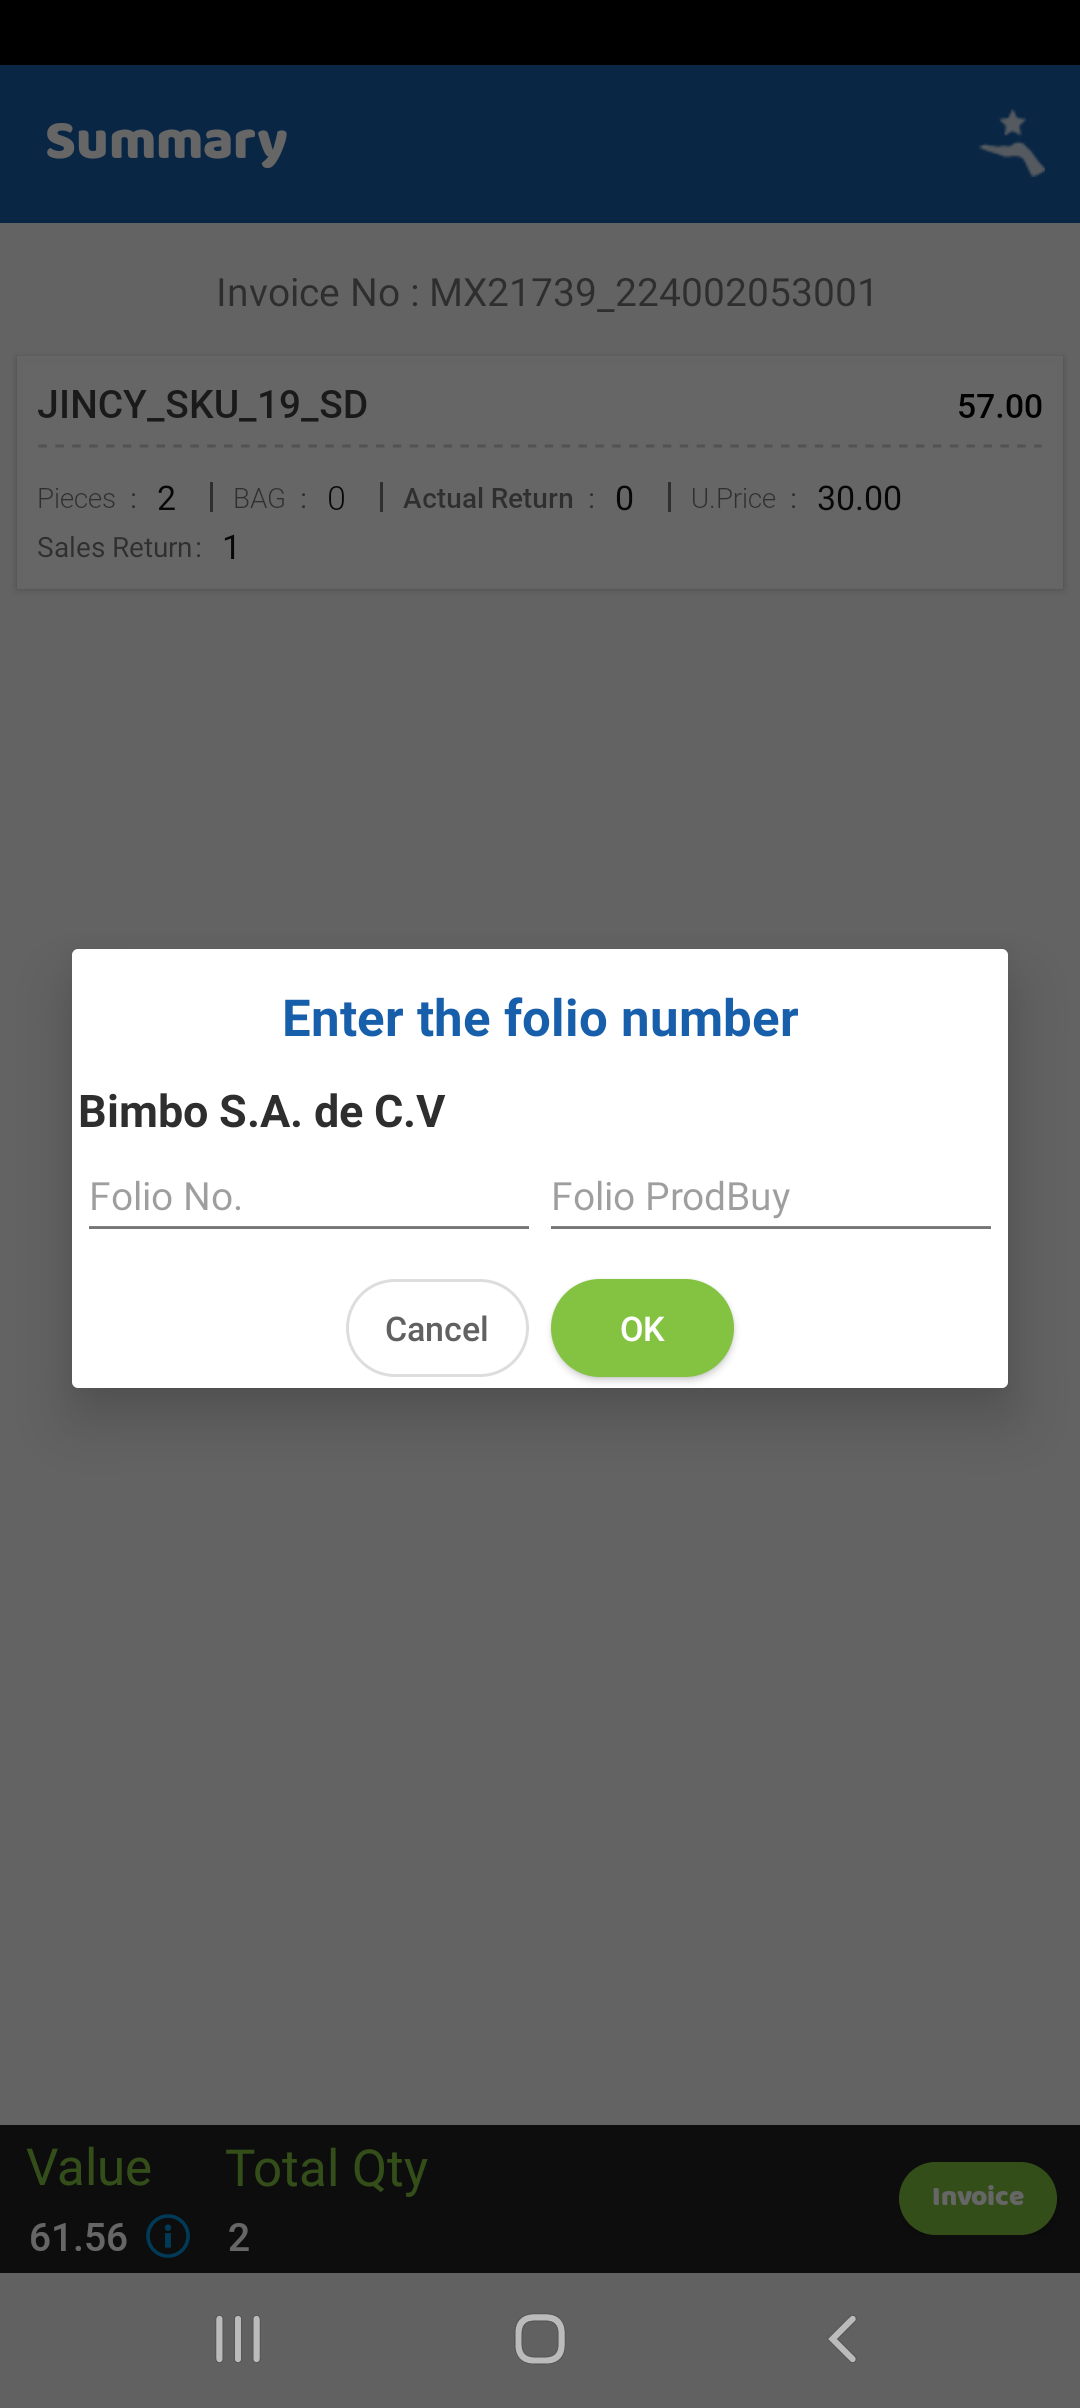 Summary
Invoice No : MX21739_224002053001
JINCY_SKU_19_SD 57.00
Pieces : 2 | BAG : 0 | Actual Return : 0 | U.Price : 30.00
Sales Return : 1
Enter the folio number
Bimbo S.A. de C.V
Folio No. Folio ProdBuy
Cancel OK
Value Total Qty
61.56 2
Invoice